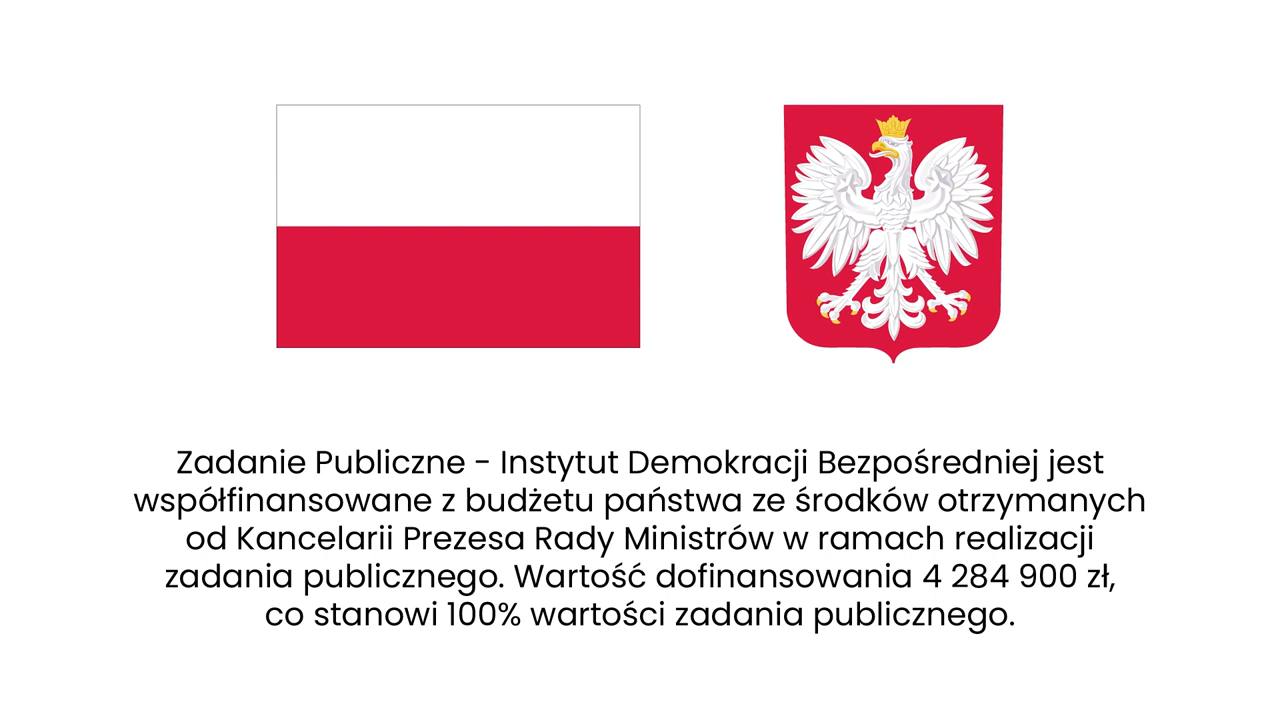 Zadanie Publiczne - Instytut Demokracji Bezpośredniej jest
współfinansowane z budżetu państwa ze środków otrzymanych
od Kancelarii Prezesa Rady Ministrów w ramach realizacji
zadania publicznego. Wartość dofinansowania 4 284 900 zł,
co stanowi 100% wartości zadania publicznego.